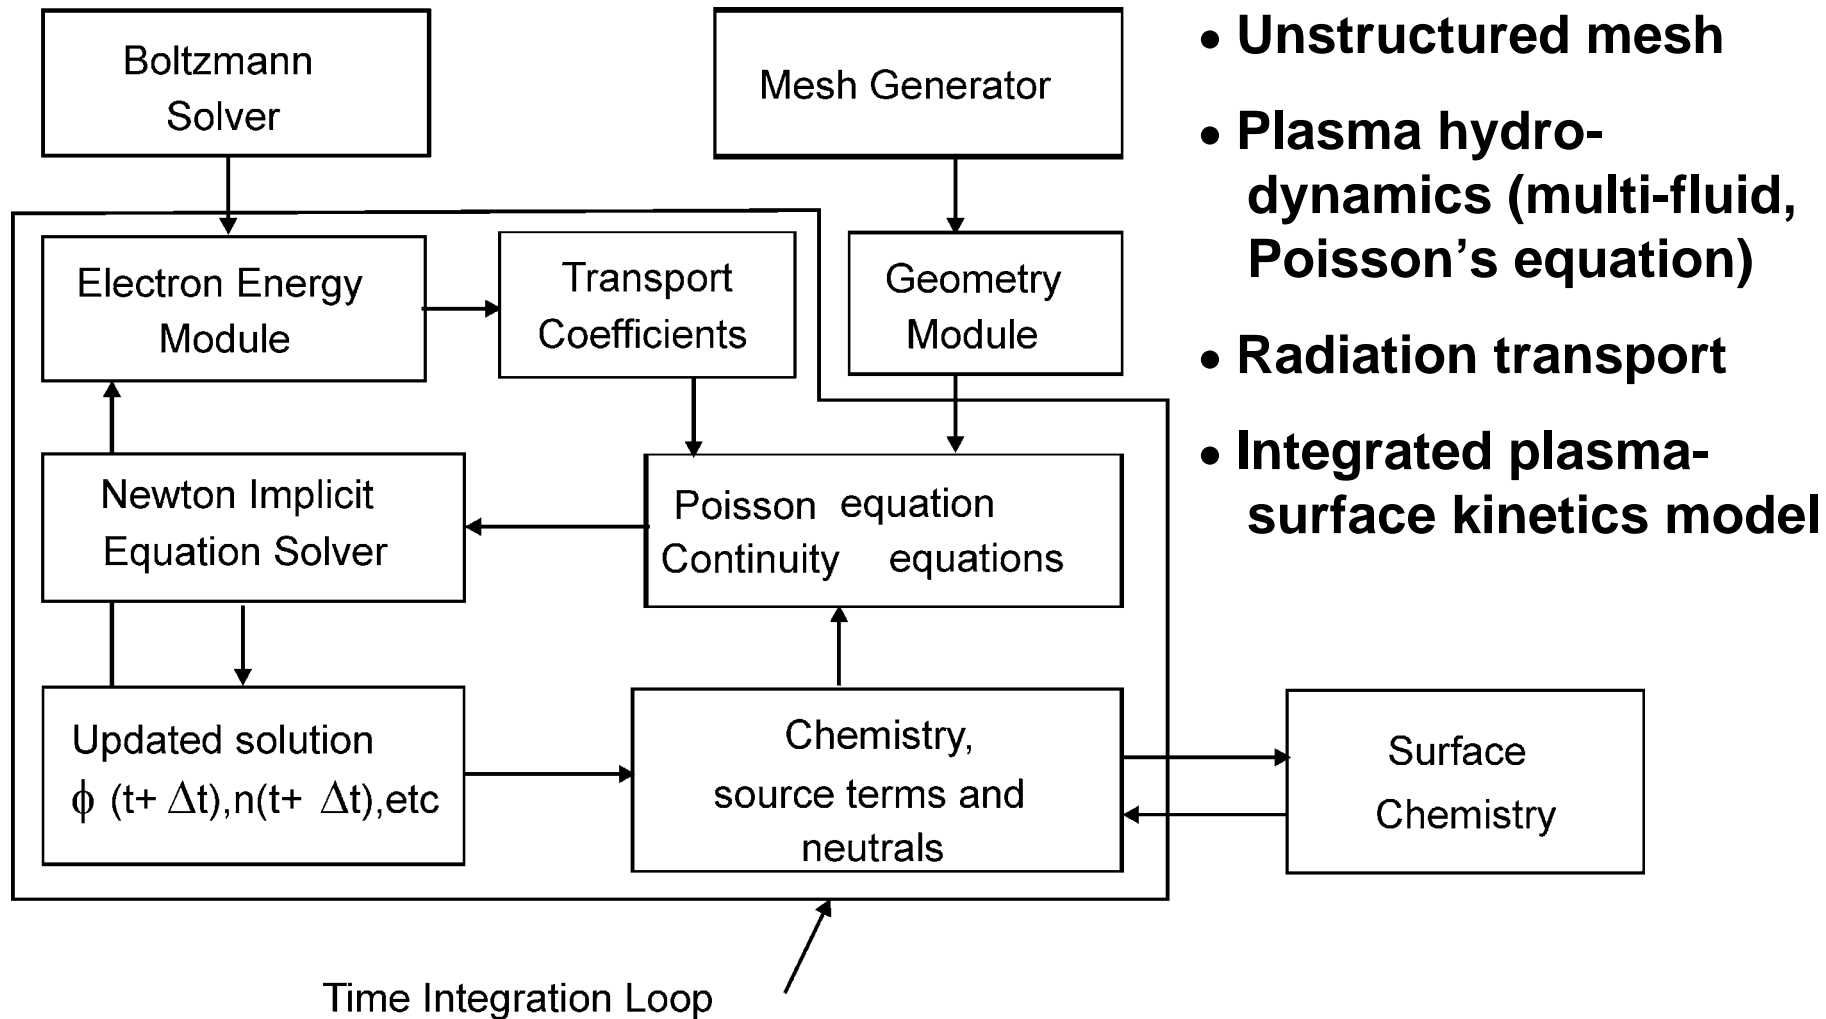 Boltzmann
Solver
Mesh Generator
Electron Energy
Module
Transport
Coefficients
Geometry
Module
Newton Implicit
Equation Solver
Poisson equation
Continuity equations
Updated solution
ϕ (t+ Δt),n(t+ Δt),etc
Chemistry,
source terms and
neutrals
Surface
Chemistry
Time Integration Loop
• Unstructured mesh
• Plasma hydro-
dynamics (multi-fluid,
Poisson’s equation)
• Radiation transport
• Integrated plasma-
surface kinetics model